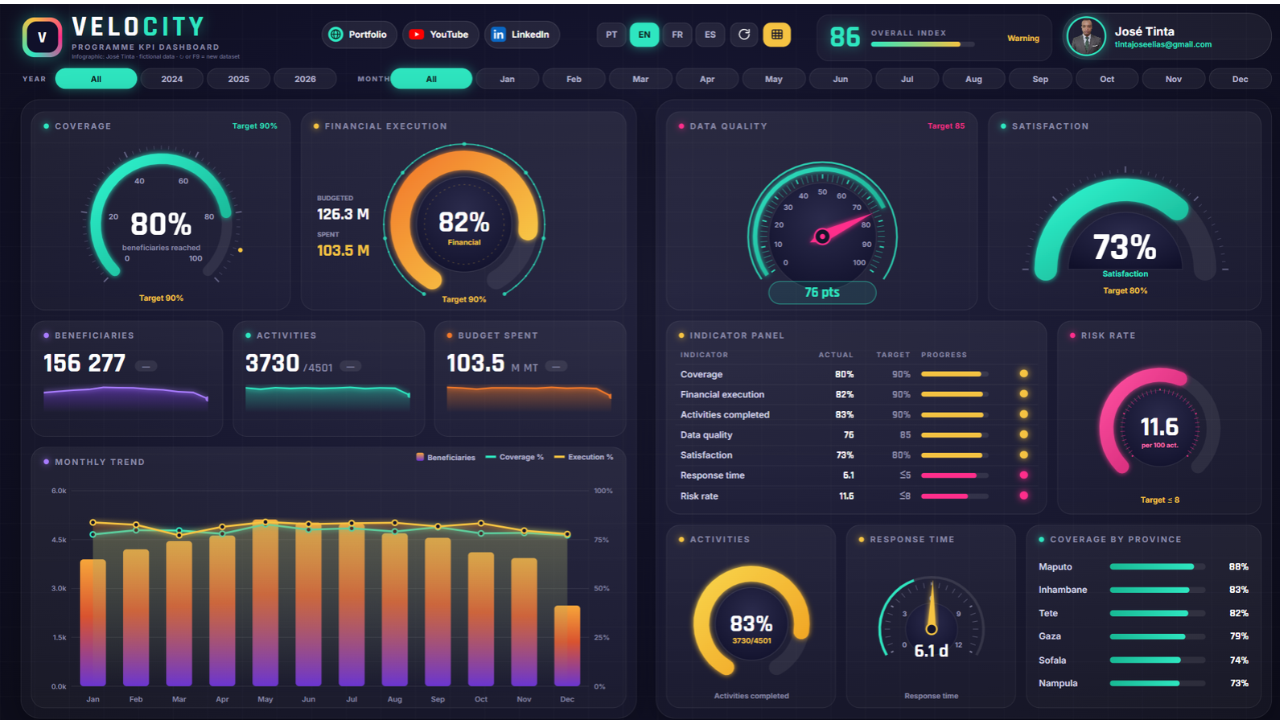 V
VELOCITY
PROGRAMME KPI DASHBOARD
Infographic: José Tinta · fictional data ·
or F9 = new dataset
Portfolio
YouTube
LinkedIn
PT
EN
FR
ES
86
OVERALL INDEX
Warning
José Tinta
tintajoseelias@gmail.com
YEAR
All
2024
2025
2026
MONTH
All
Jan
Feb
Mar
Apr
May
Jun
Jul
Aug
Sep
Oct
Nov
Dec
COVERAGE
Target 90%
0
20
40
60
80
100
80%
beneficiaries reached
Target 90%
FINANCIAL EXECUTION
BUDGETED
126.3 M
SPENT
103.5 M
82%
Financial
Target 90%
DATA QUALITY
Target 85
0
10
20
30
40
50
60
70
80
90
100
76 pts
SATISFACTION
73%
Satisfaction
Target 80%
BENEFICIARIES
156 277 —
ACTIVITIES
3730 /4501 —
BUDGET SPENT
103.5 M MT —
INDICATOR PANEL
INDICATOR ACTUAL TARGET PROGRESS
Coverage 80% 90%
Financial execution 82% 90%
Activities completed 83% 90%
Data quality 76 85
Satisfaction 73% 80%
Response time 6.1 ≤5
Risk rate 11.6 ≤8
RISK RATE
11.6
per 100 act.
Target ≤ 8
MONTHLY TREND
Beneficiaries
Coverage %
Execution %
6.0k
4.5k
3.0k
1.5k
0.0k
100%
75%
50%
25%
0%
Jan
Feb
Mar
Apr
May
Jun
Jul
Aug
Sep
Oct
Nov
Dec
ACTIVITIES
83%
3730/4501
Activities completed
RESPONSE TIME
0
3
9
12
6.1 d
Response time
COVERAGE BY PROVINCE
Maputo 88%
Inhambane 83%
Tete 82%
Gaza 79%
Sofala 74%
Nampula 73%